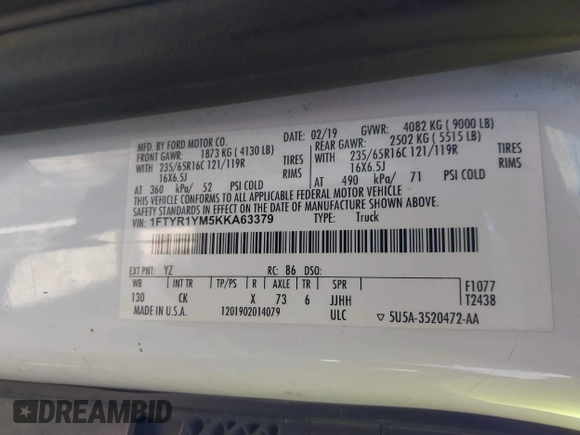 MFD. BY FORD MOTOR CO.
02/19
GVWR: 4082 KG ( 9000 LB)
FRONT GAWR: 1873 KG ( 4130 LB)
REAR GAWR: 2502 KG ( 5515 LB)
WITH 235/65R16C 121/119R TIRES
WITH 235/65R16C 121/119R TIRES
16X6.5J RIMS
16X6.5J RIMS
AT 360 kPa/ 52 PSI COLD
AT 490 kPa/ 71 PSI COLD
THIS VEHICLE CONFORMS TO ALL APPLICABLE FEDERAL MOTOR VEHICLE
SAFETY STANDARDS IN EFFECT ON THE DATE OF MANUFACTURE SHOWN ABOVE.
VIN: 1FTYR1YM5KKA63379
TYPE: Truck
EXT PNT: YZ RC: 86 DSO:
WB INT TR TP/PS R AXLE TR SPR
F1077
130 CK X 73 6 JJHH
T2438
MADE IN U.S.A. 1201902014079 ULC
▽ 5U5A-3520472-AA
DREAMBID